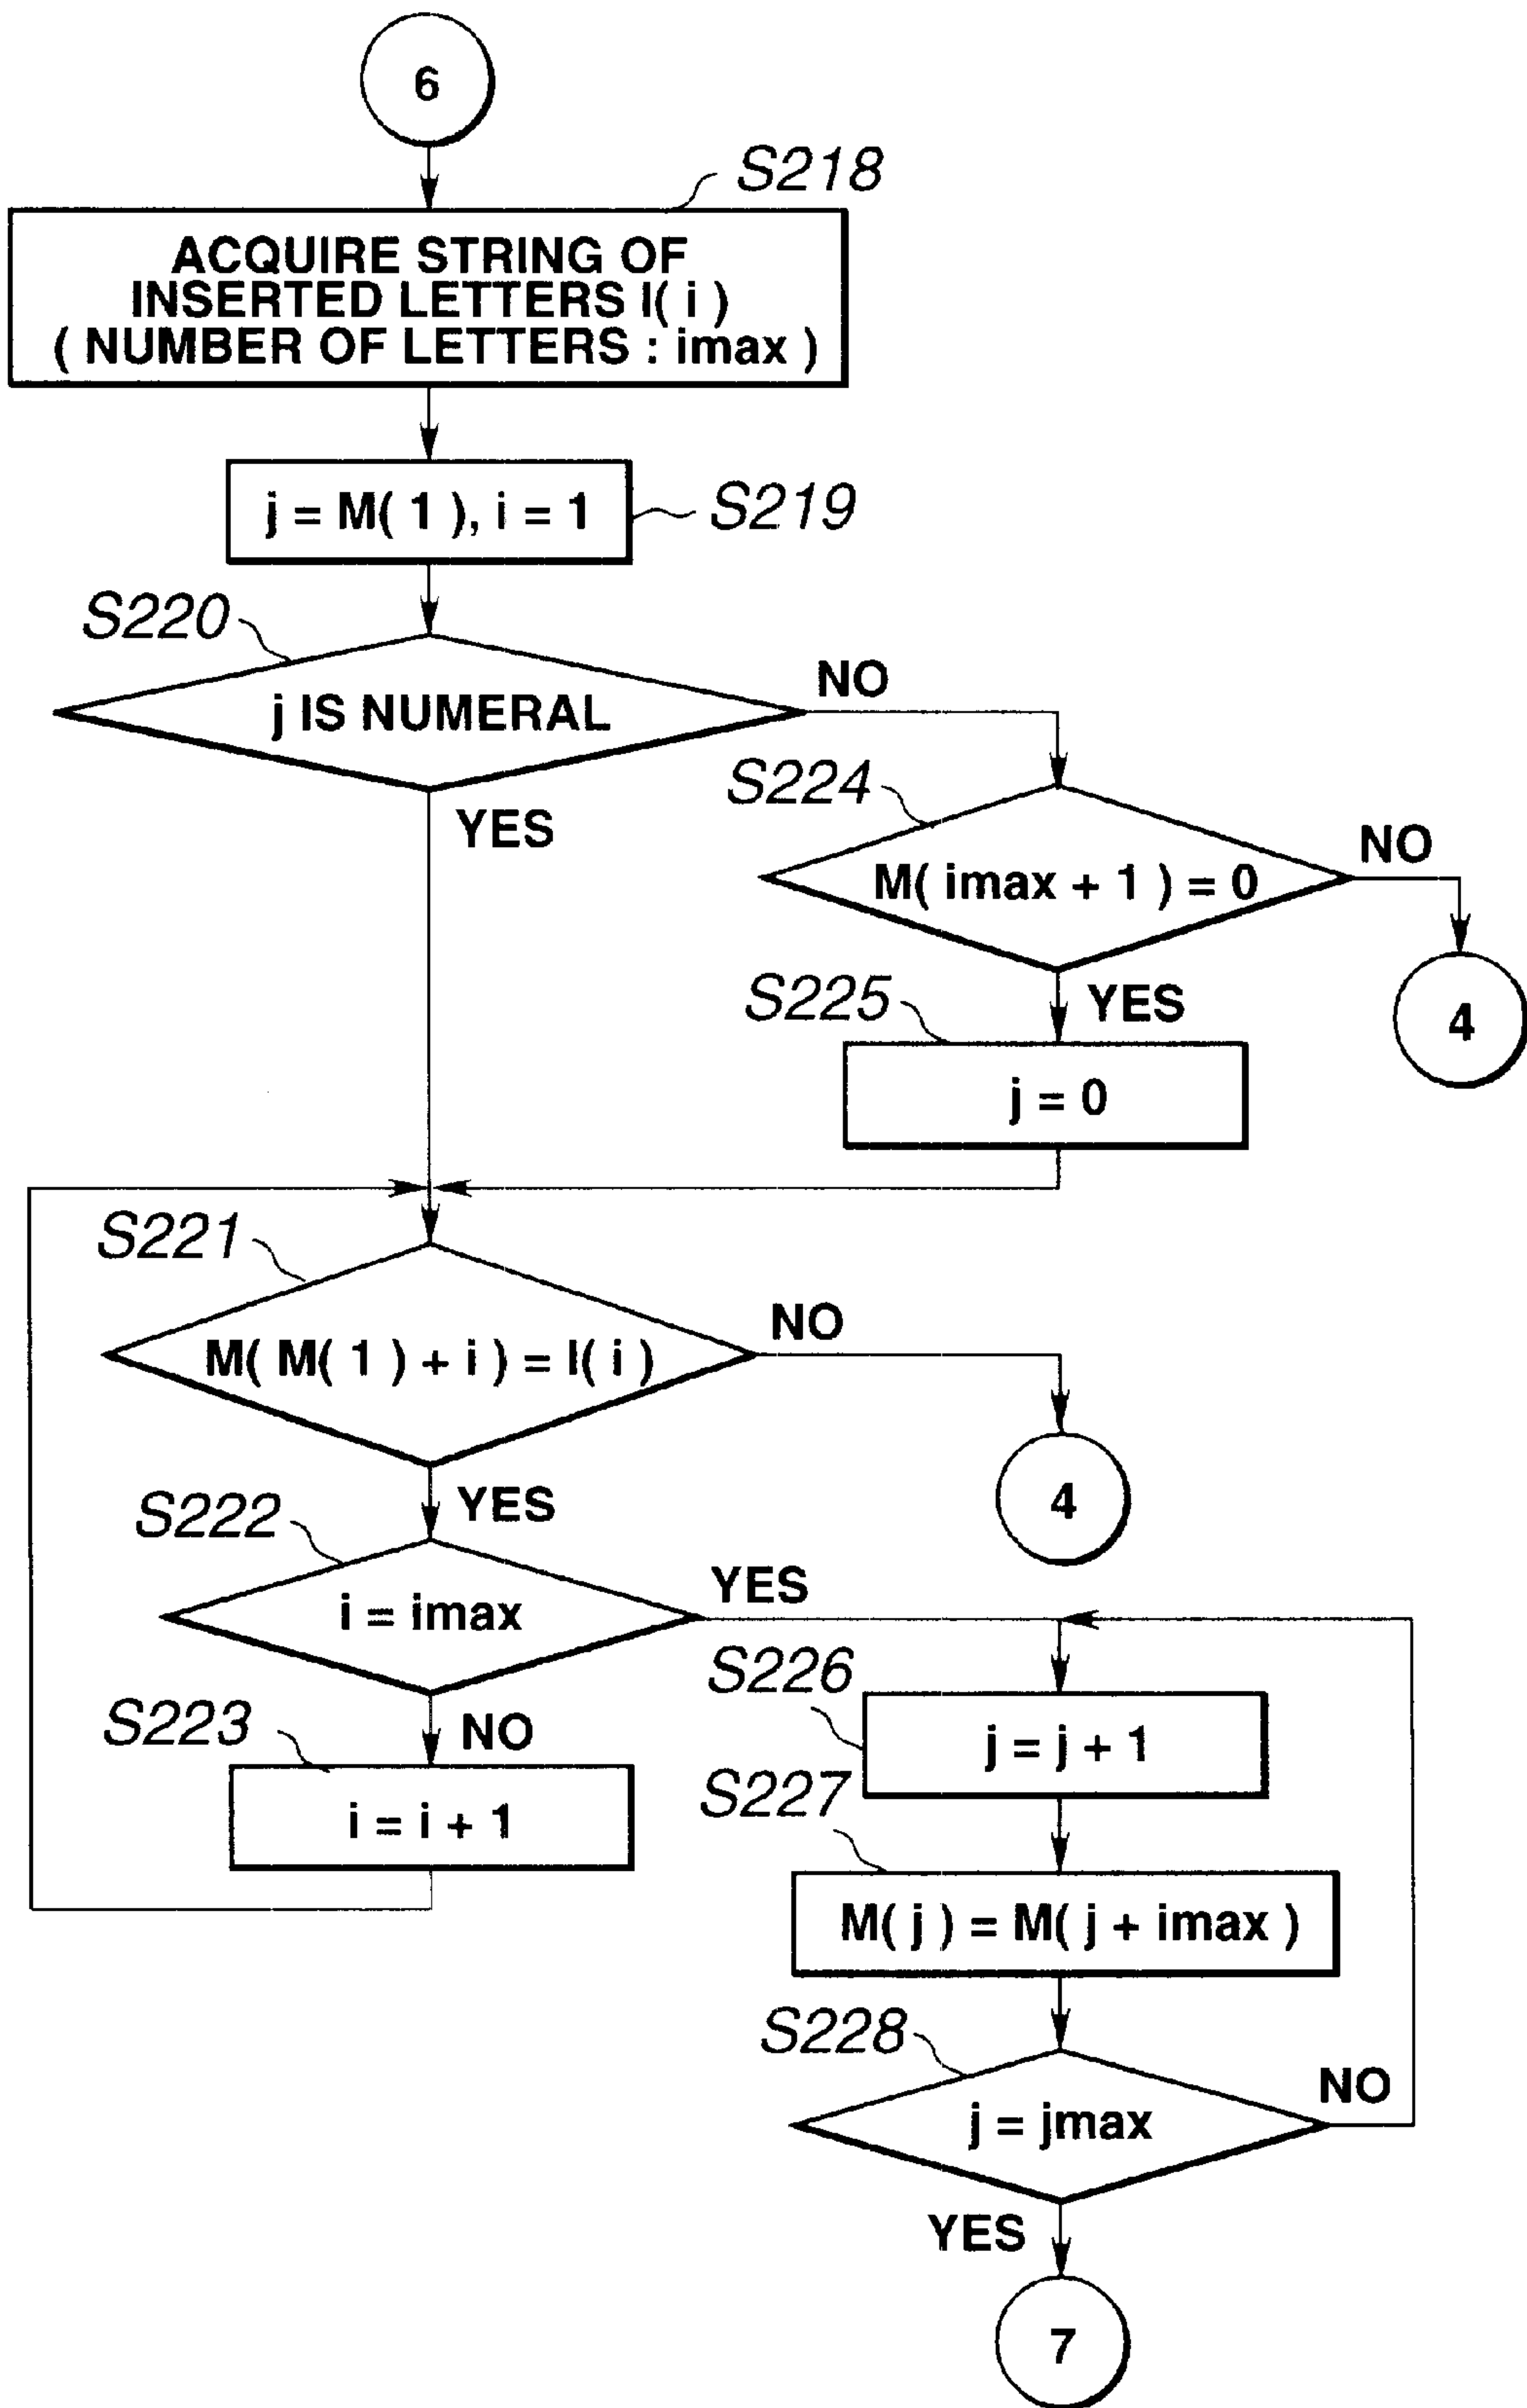 6
S218
ACQUIRE STRING OF
INSERTED LETTERS I( i )
( NUMBER OF LETTERS : imax )
j = M( 1 ), i = 1
S219
S220
j IS NUMERAL
NO
YES
S224
M( imax + 1 ) = 0
NO
4
S225
YES
j = 0
S221
M( M( 1 ) + i ) = I( i )
NO
4
YES
S222
i = imax
YES
S223
NO
i = i + 1
S226
j = j + 1
S227
M( j ) = M( j + imax )
S228
j = jmax
NO
YES
7